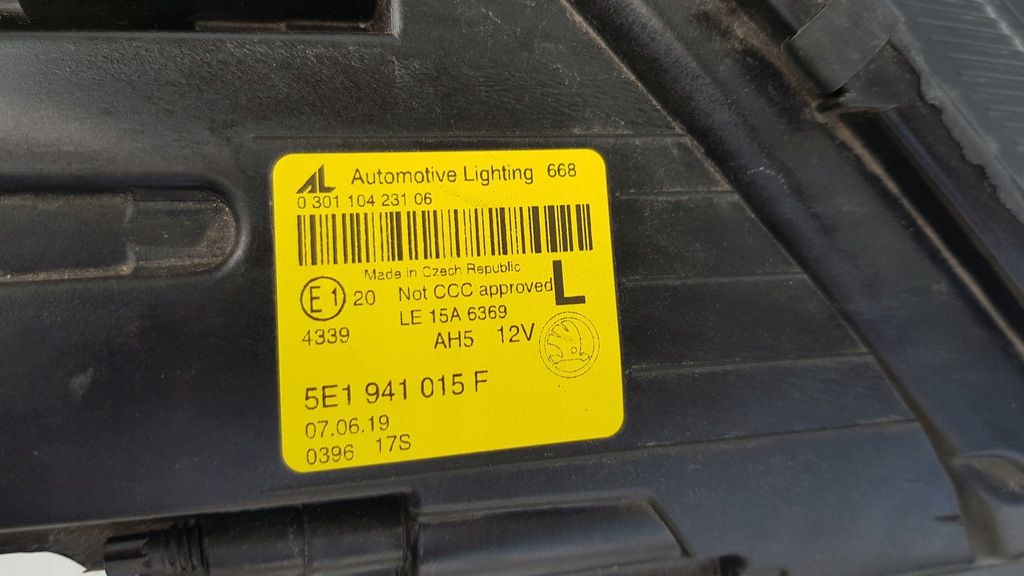 AL Automotive Lighting 668
0 301 104 231 06
Made in Czech Republic
E1 20 Not CCC approved L
LE 15A 6369
4339 AH5 12V
5E1 941 015 F
07.06.19
0396 17S